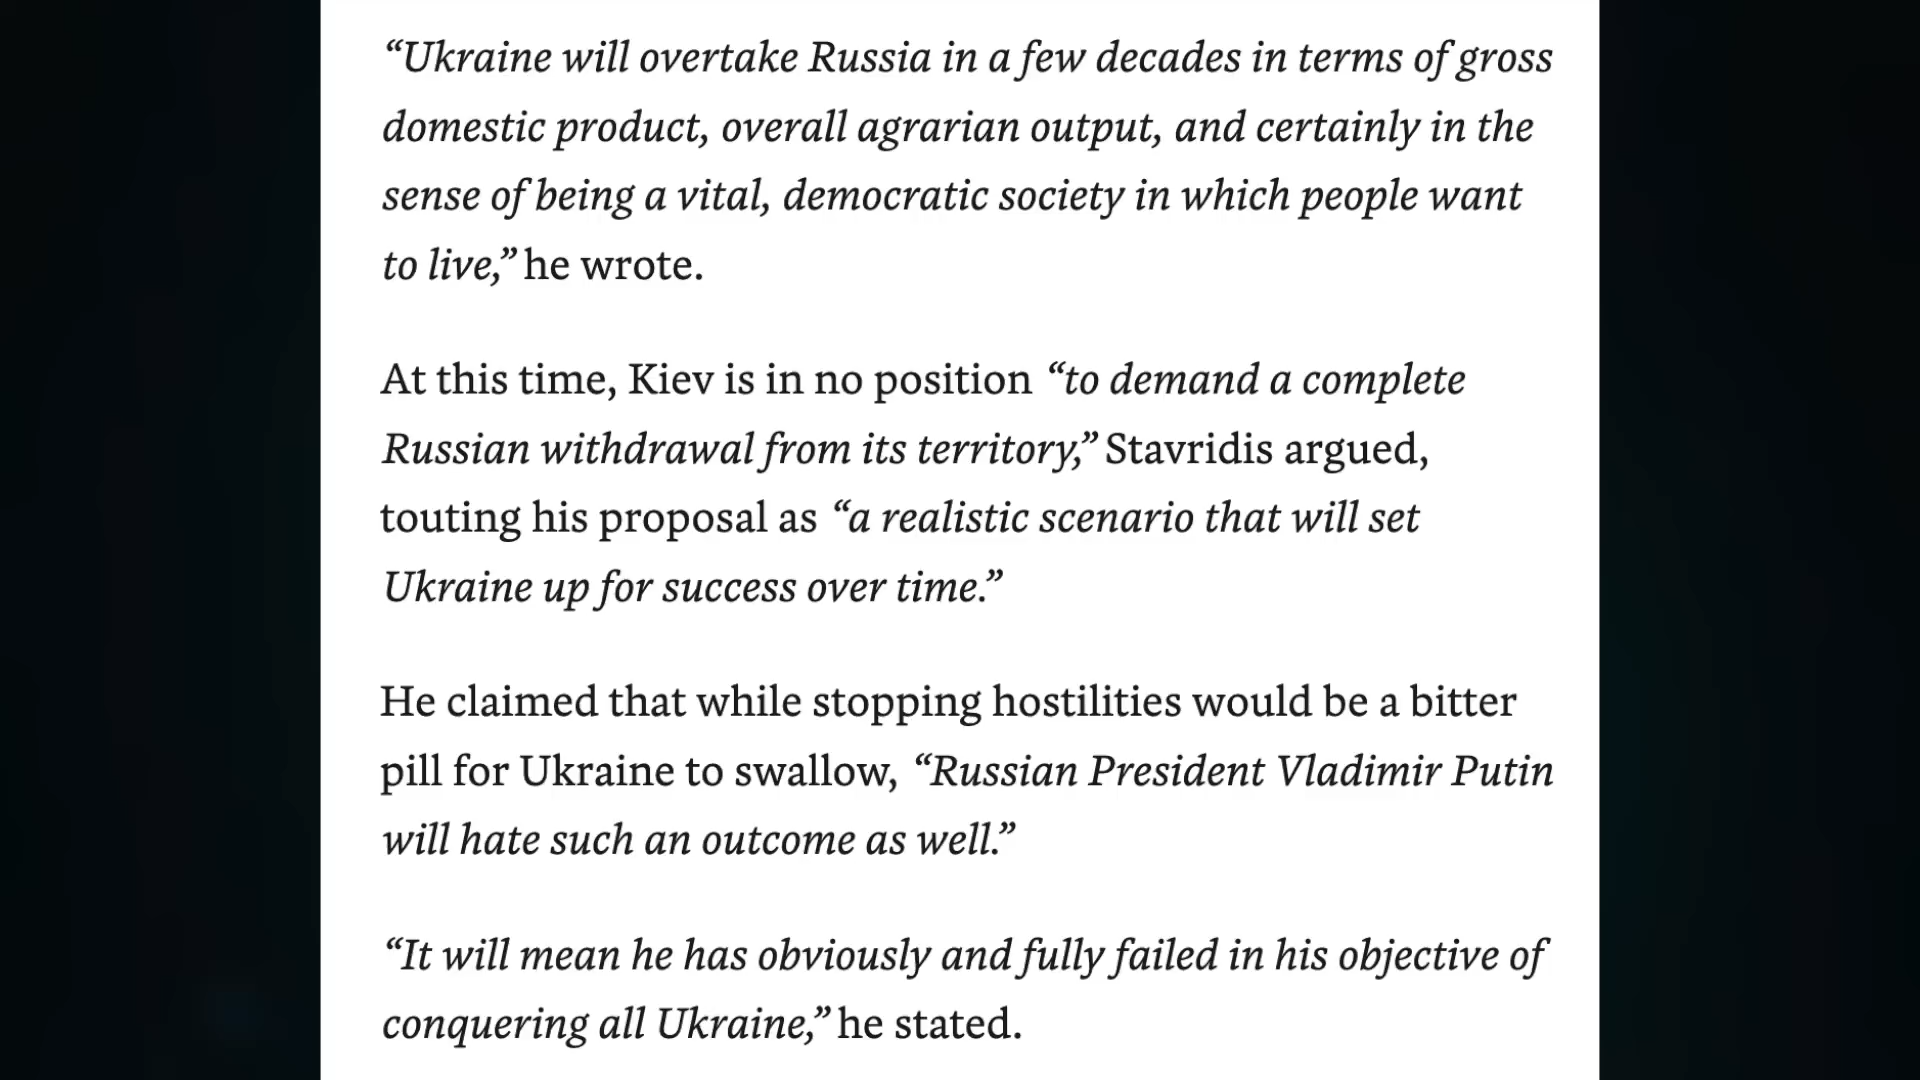 “Ukraine will overtake Russia in a few decades in terms of gross
domestic product, overall agrarian output, and certainly in the
sense of being a vital, democratic society in which people want
to live,” he wrote.
At this time, Kiev is in no position “to demand a complete
Russian withdrawal from its territory,” Stavridis argued,
touting his proposal as “a realistic scenario that will set
Ukraine up for success over time.”
He claimed that while stopping hostilities would be a bitter
pill for Ukraine to swallow, “Russian President Vladimir Putin
will hate such an outcome as well.”
“It will mean he has obviously and fully failed in his objective of
conquering all Ukraine,” he stated.